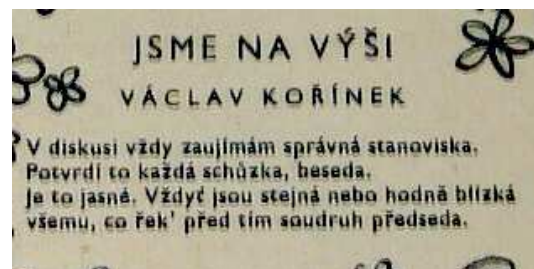 JSME NA VÝŠI
VÁCLAV KOŘÍNEK
V diskusi vždy zaujímám správná stanoviska.
Potvrdí to každá schůzka, beseda.
Je to jasné. Vždyť jsou stejná nebo hodně blízká
všemu, co řek' před tím soudruh předseda.